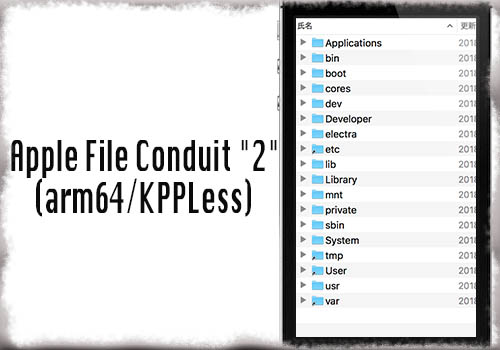 Apple File Conduit "2"
(arm64/KPPLess)
氏名 更新
Applications 2018
bin 2018
boot 2018
cores 2018
dev 2018
Developer 2018
electra 2018
etc 2018
lib 2018
Library 2018
mnt 2018
private 2018
sbin 2018
System 2018
tmp 2018
User 2018
usr 2018
var 2018